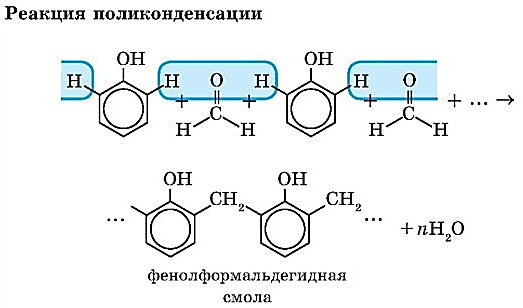 Реакция поликонденсации
OH O OH O
H H H H
+ C + + C + ... →
H H H H
OH OH
... CH₂ CH₂ ... + nH₂O
фенолформальдегидная
смола